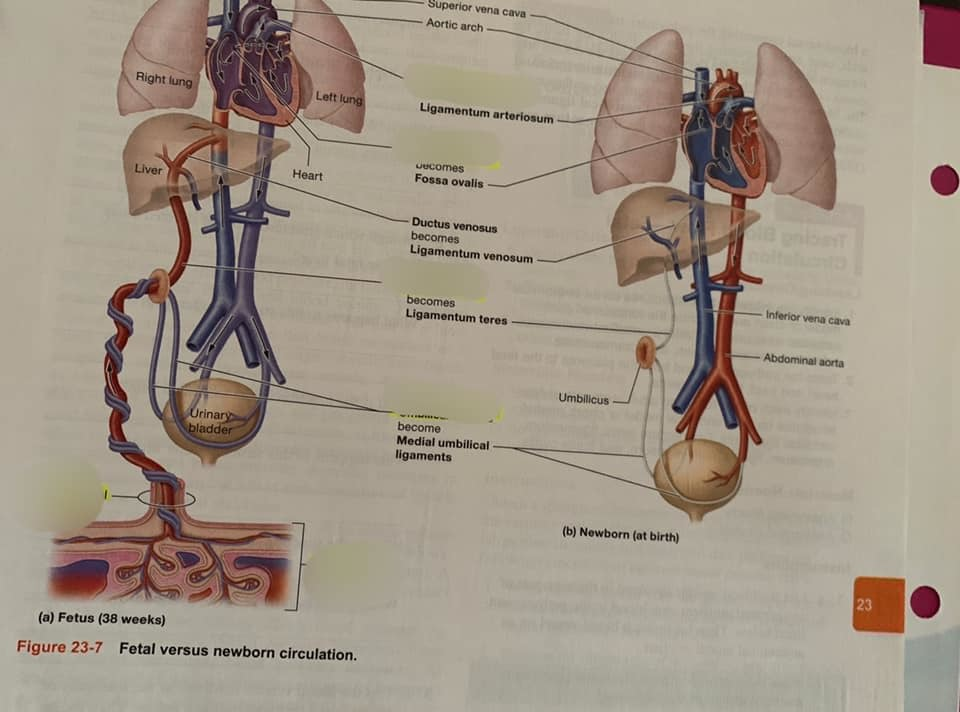 Superior vena cava
Aortic arch
Right lung
Left lung
Ligamentum arteriosum
becomes
Fossa ovalis
Liver
Heart
Ductus venosus
becomes
Ligamentum venosum
becomes
Ligamentum teres
Inferior vena cava
Abdominal aorta
Umbilicus
Urinary
bladder
become
Medial umbilical
ligaments
(b) Newborn (at birth)
(a) Fetus (38 weeks)
Figure 23-7 Fetal versus newborn circulation.
23